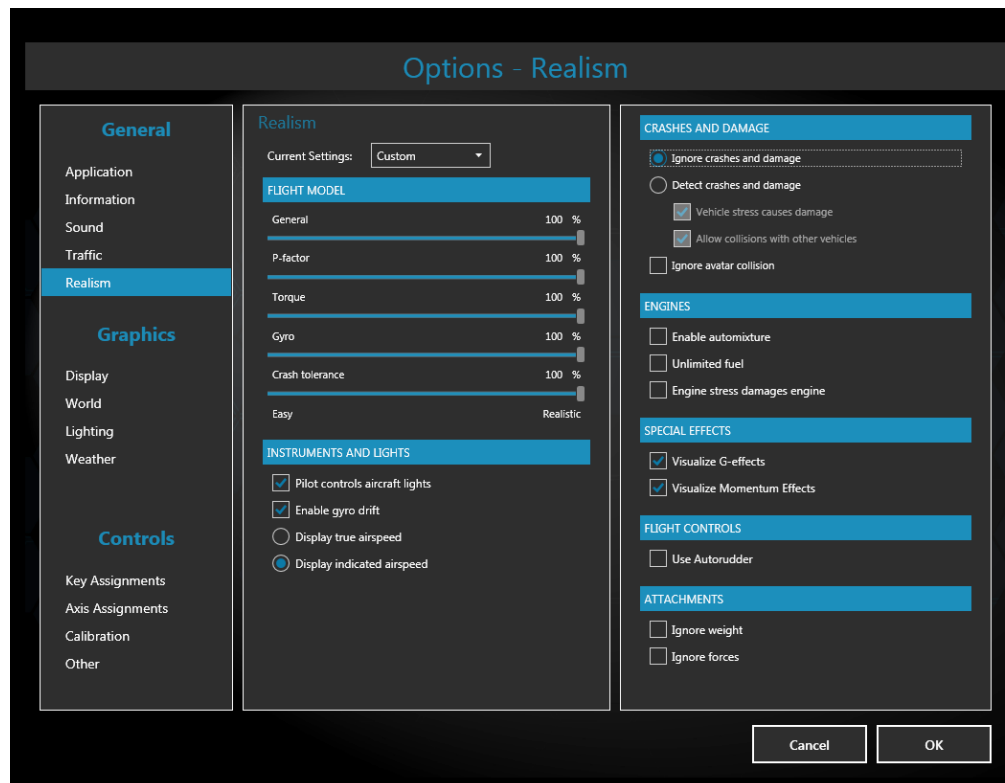 Options - Realism
General
Application
Information
Sound
Traffic
Realism
Graphics
Display
World
Lighting
Weather
Controls
Key Assignments
Axis Assignments
Calibration
Other
Realism
Current Settings: Custom
FLIGHT MODEL
General 100 %
P-factor 100 %
Torque 100 %
Gyro 100 %
Crash tolerance 100 %
Easy Realistic
INSTRUMENTS AND LIGHTS
Pilot controls aircraft lights
Enable gyro drift
Display true airspeed
Display indicated airspeed
CRASHES AND DAMAGE
Ignore crashes and damage
Detect crashes and damage
Vehicle stress causes damage
Allow collisions with other vehicles
Ignore avatar collision
ENGINES
Enable automixture
Unlimited fuel
Engine stress damages engine
SPECIAL EFFECTS
Visualize G-effects
Visualize Momentum Effects
FLIGHT CONTROLS
Use Autorudder
ATTACHMENTS
Ignore weight
Ignore forces
Cancel OK